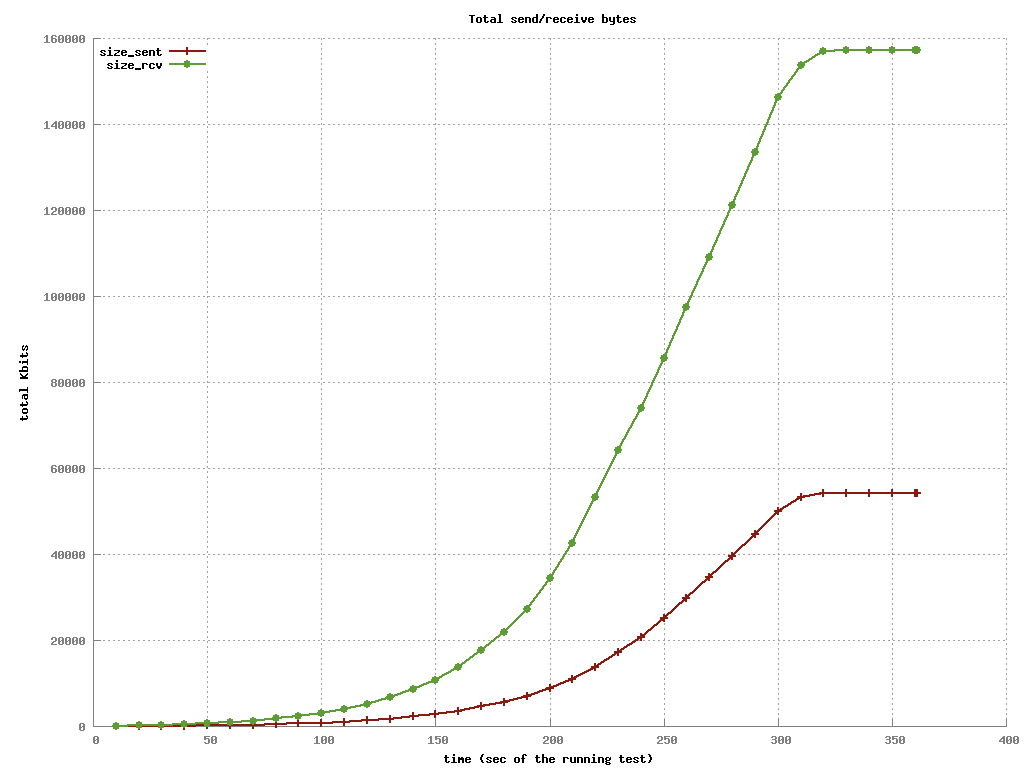 Total send/receive bytes
160000
size_sent
size_rcv
140000
120000
100000
total Kbits
80000
60000
40000
20000
0
0 50 100 150 200 250 300 350 400
time (sec of the running test)